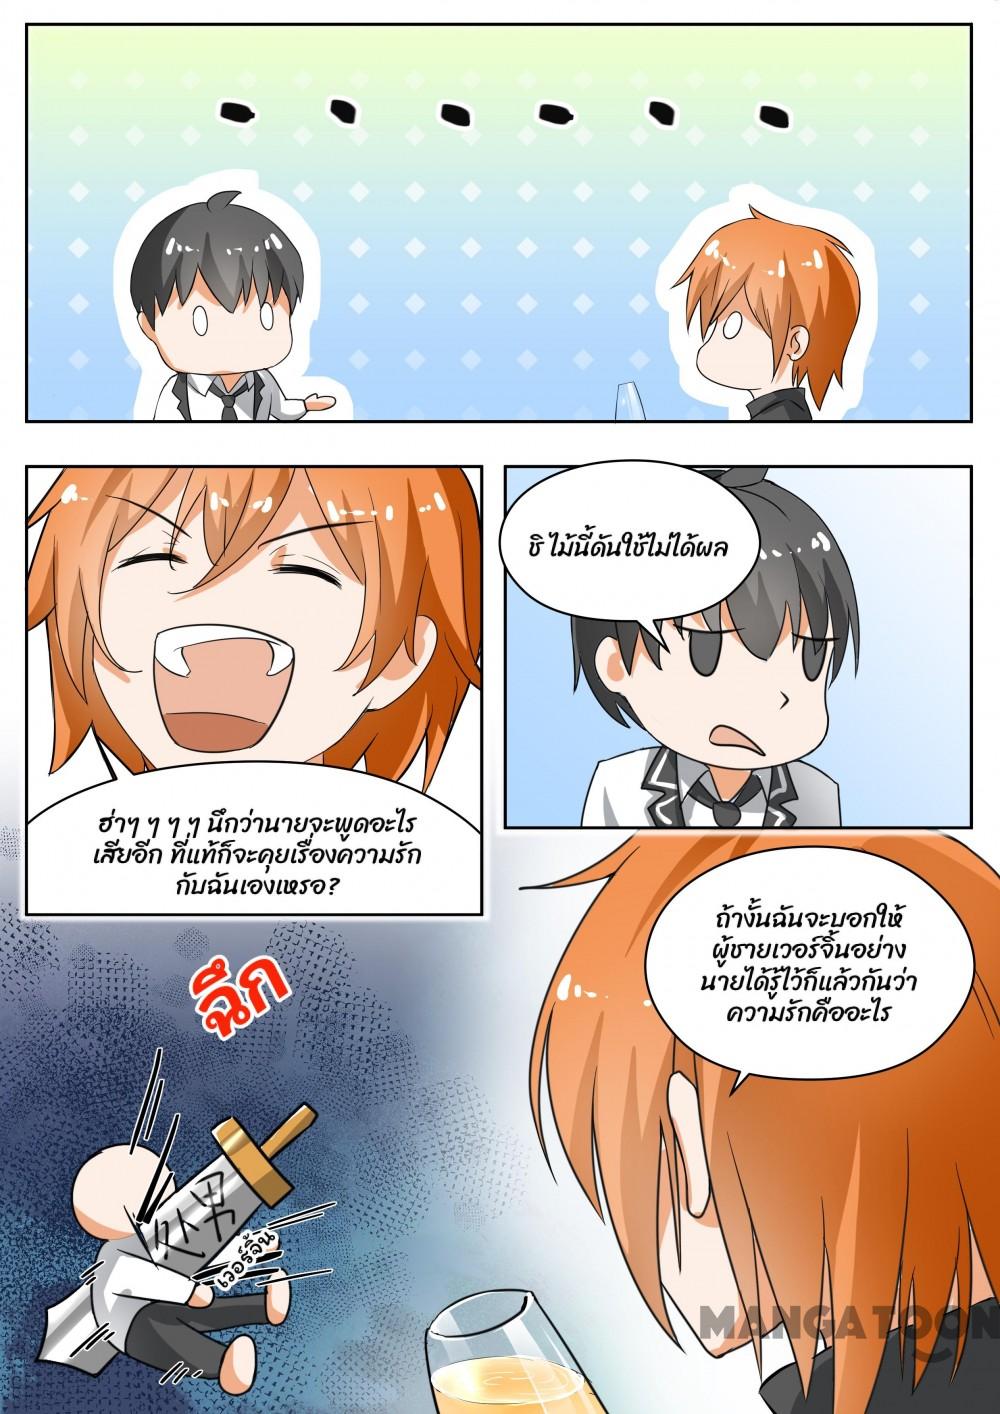 ชิ ไม้นี้ดันใช้ไม่ได้ผล
ฮ่าๆ ๆ ๆ ๆ นึกว่านายจะพูดอะไร
เสียอีก ที่แท้ก็จะคุยเรื่องความรัก
กับฉันเองเหรอ?
ถ้างั้นฉันจะบอกให้
ผู้ชายเวอร์จิ้นอย่าง
นายได้รู้ไว้ก็แล้วกันว่า
ความรักคืออะไร
ฉึก
处男
เวอร์จิ้น
MANGATOON